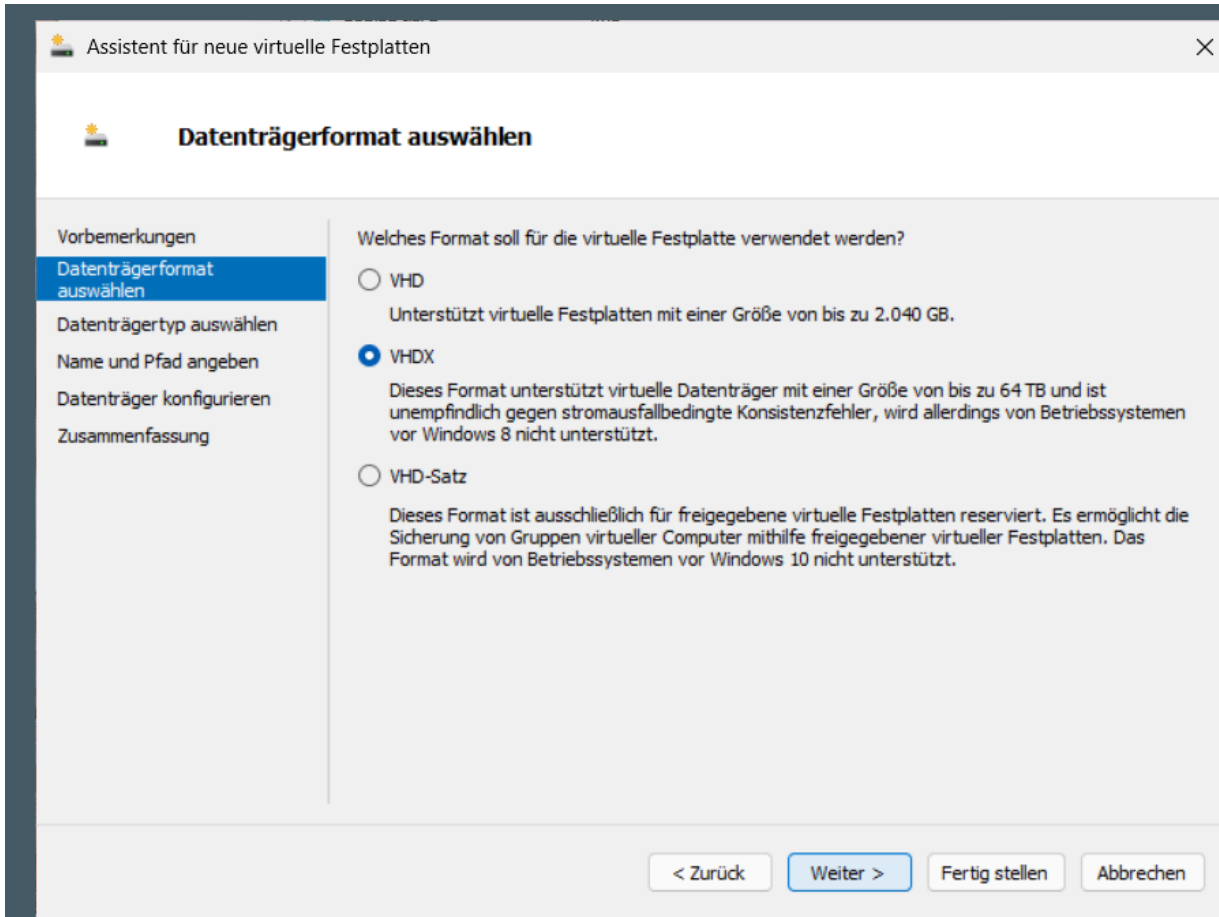 Assistent für neue virtuelle Festplatten
Datenträgerformat auswählen
Vorbemerkungen
Datenträgerformat
auswählen
Datenträgertyp auswählen
Name und Pfad angeben
Datenträger konfigurieren
Zusammenfassung
Welches Format soll für die virtuelle Festplatte verwendet werden?
VHD
Unterstützt virtuelle Festplatten mit einer Größe von bis zu 2.040 GB.
VHDX
Dieses Format unterstützt virtuelle Datenträger mit einer Größe von bis zu 64 TB und ist
unempfindlich gegen stromausfallbedingte Konsistenzfehler, wird allerdings von Betriebssystemen
vor Windows 8 nicht unterstützt.
VHD-Satz
Dieses Format ist ausschließlich für freigegebene virtuelle Festplatten reserviert. Es ermöglicht die
Sicherung von Gruppen virtueller Computer mithilfe freigegebener virtueller Festplatten. Das
Format wird von Betriebssystemen vor Windows 10 nicht unterstützt.
< Zurück
Weiter >
Fertig stellen
Abbrechen